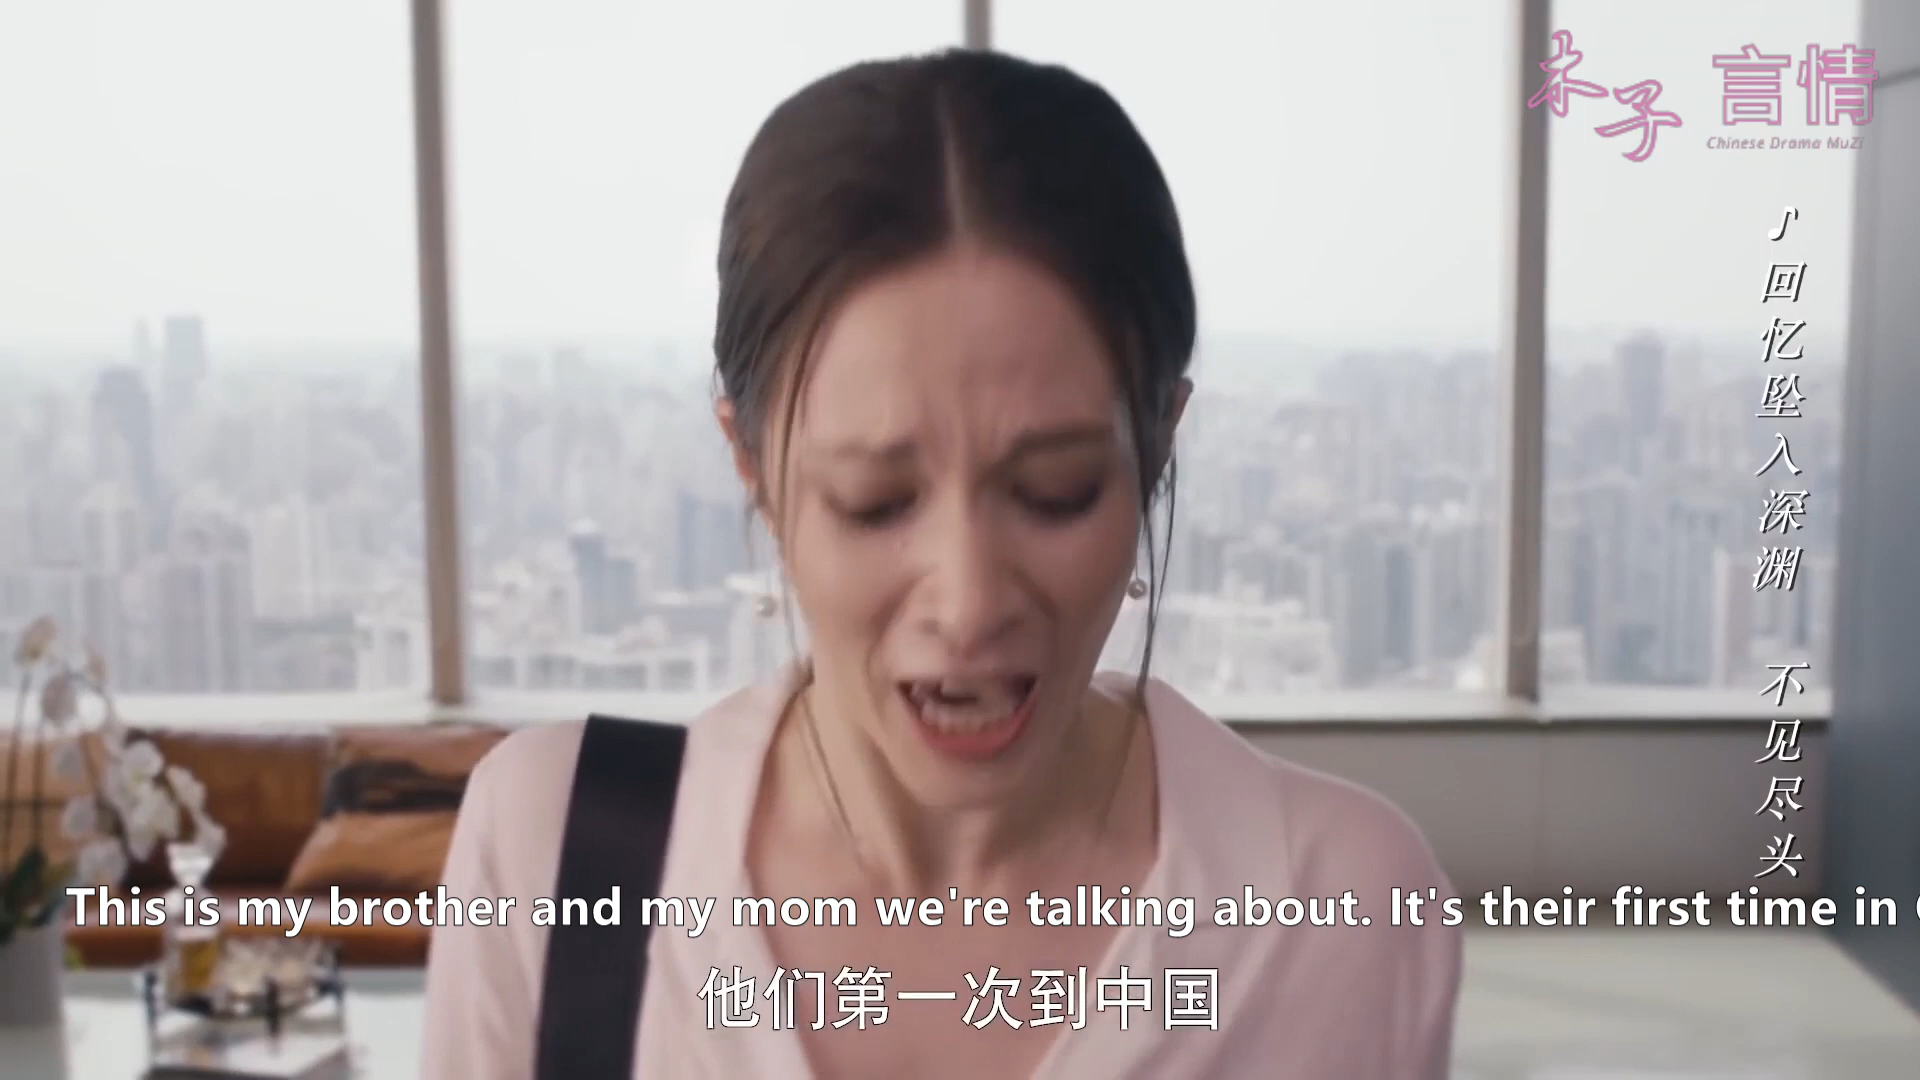 木子 言情
Chinese Drama MuZi
♪回忆坠入深渊 不见尽头
This is my brother and my mom we're talking about. It's their first time in
他们第一次到中国